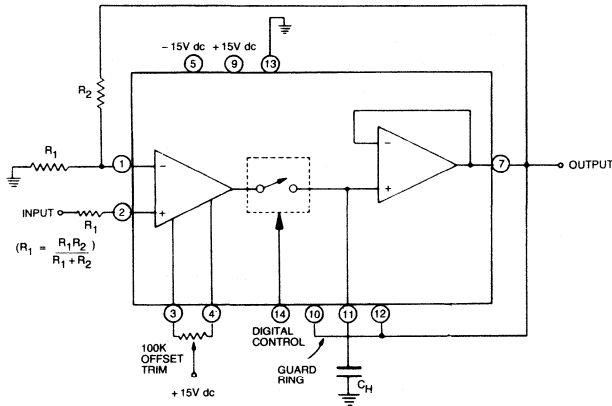 − 15V dc +15V dc
5 9 13
R2
R1 1 − − 7 OUTPUT
INPUT 2 + +
R1
(R1 = R1R2 / R1 + R2)
3 4 14 10 11 12
100K OFFSET TRIM
DIGITAL CONTROL
GUARD RING
CH
+ 15V dc